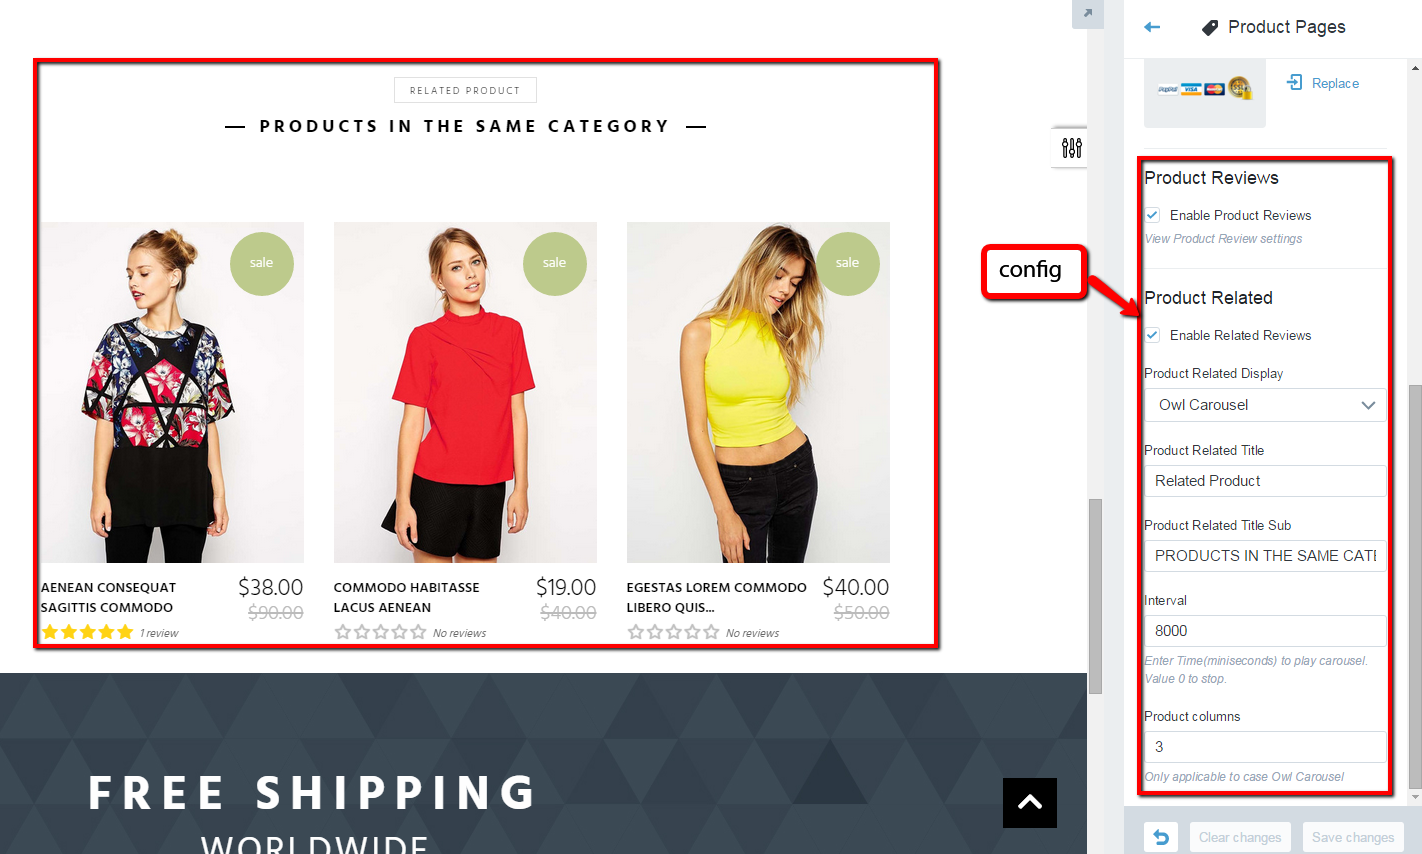 RELATED PRODUCT
PRODUCTS IN THE SAME CATEGORY
sale
sale
sale
AENEAN CONSEQUAT
SAGITTIS COMMODO
$38.00
$90.00
1 review
COMMODO HABITASSE
LACUS AENEAN
$19.00
$40.00
No reviews
EGESTAS LOREM COMMODO
LIBERO QUIS...
$40.00
$50.00
No reviews
FREE SHIPPING
WORLDWIDE
config
Product Pages
PayPal
VISA
MasterCard
SSL
Replace
Product Reviews
Enable Product Reviews
View Product Review settings
Product Related
Enable Related Reviews
Product Related Display
Owl Carousel
Product Related Title
Related Product
Product Related Title Sub
PRODUCTS IN THE SAME CATE
Interval
8000
Enter Time(miniseconds) to play carousel.
Value 0 to stop.
Product columns
3
Only applicable to case Owl Carousel
Clear changes
Save changes